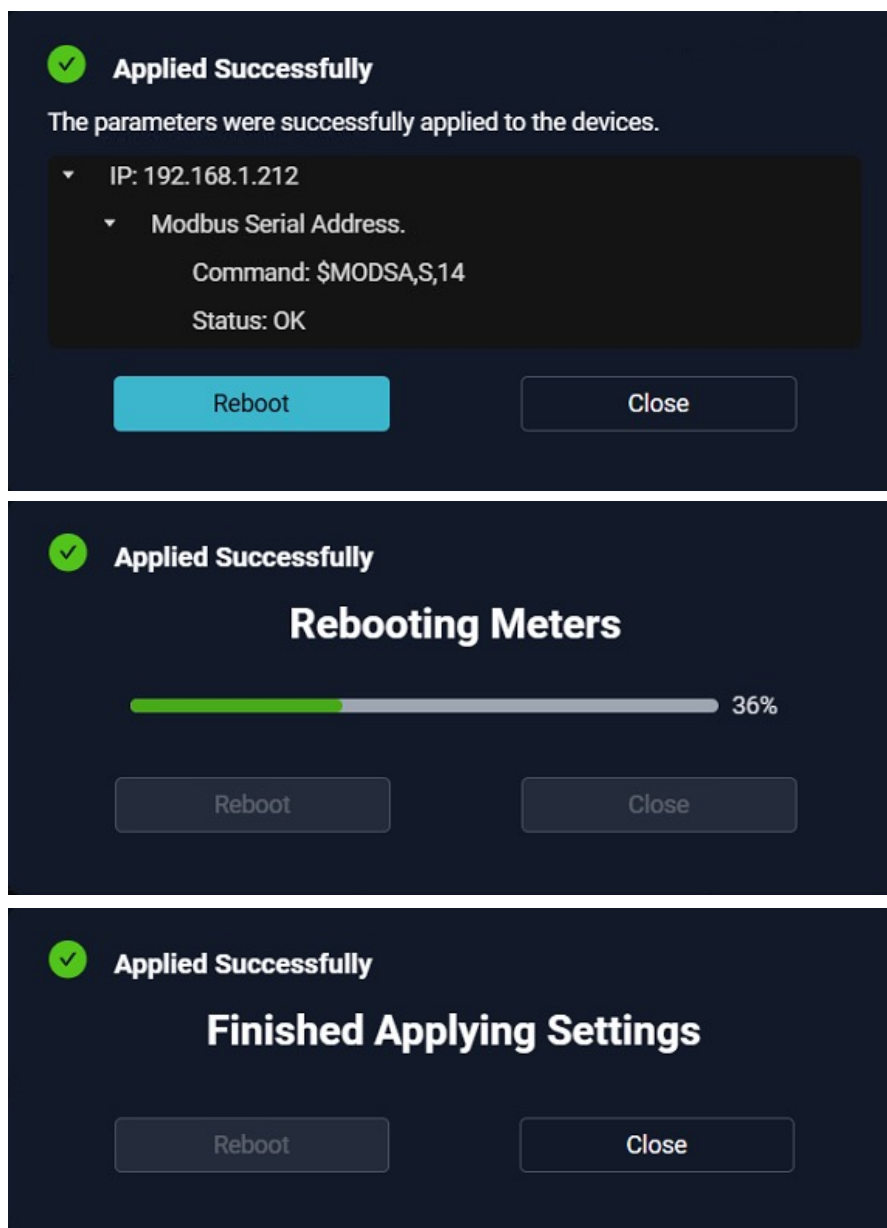 Applied Successfully
The parameters were successfully applied to the devices.
IP: 192.168.1.212
Modbus Serial Address.
Command: $MODSA,S,14
Status: OK
Reboot Close
Applied Successfully
Rebooting Meters
36%
Reboot Close
Applied Successfully
Finished Applying Settings
Reboot Close